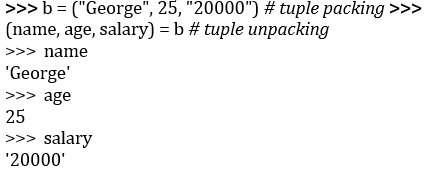 >>> b = ("George", 25, "20000") # tuple packing >>>
(name, age, salary) = b # tuple unpacking
>>> name
'George'
>>> age
25
>>> salary
'20000'